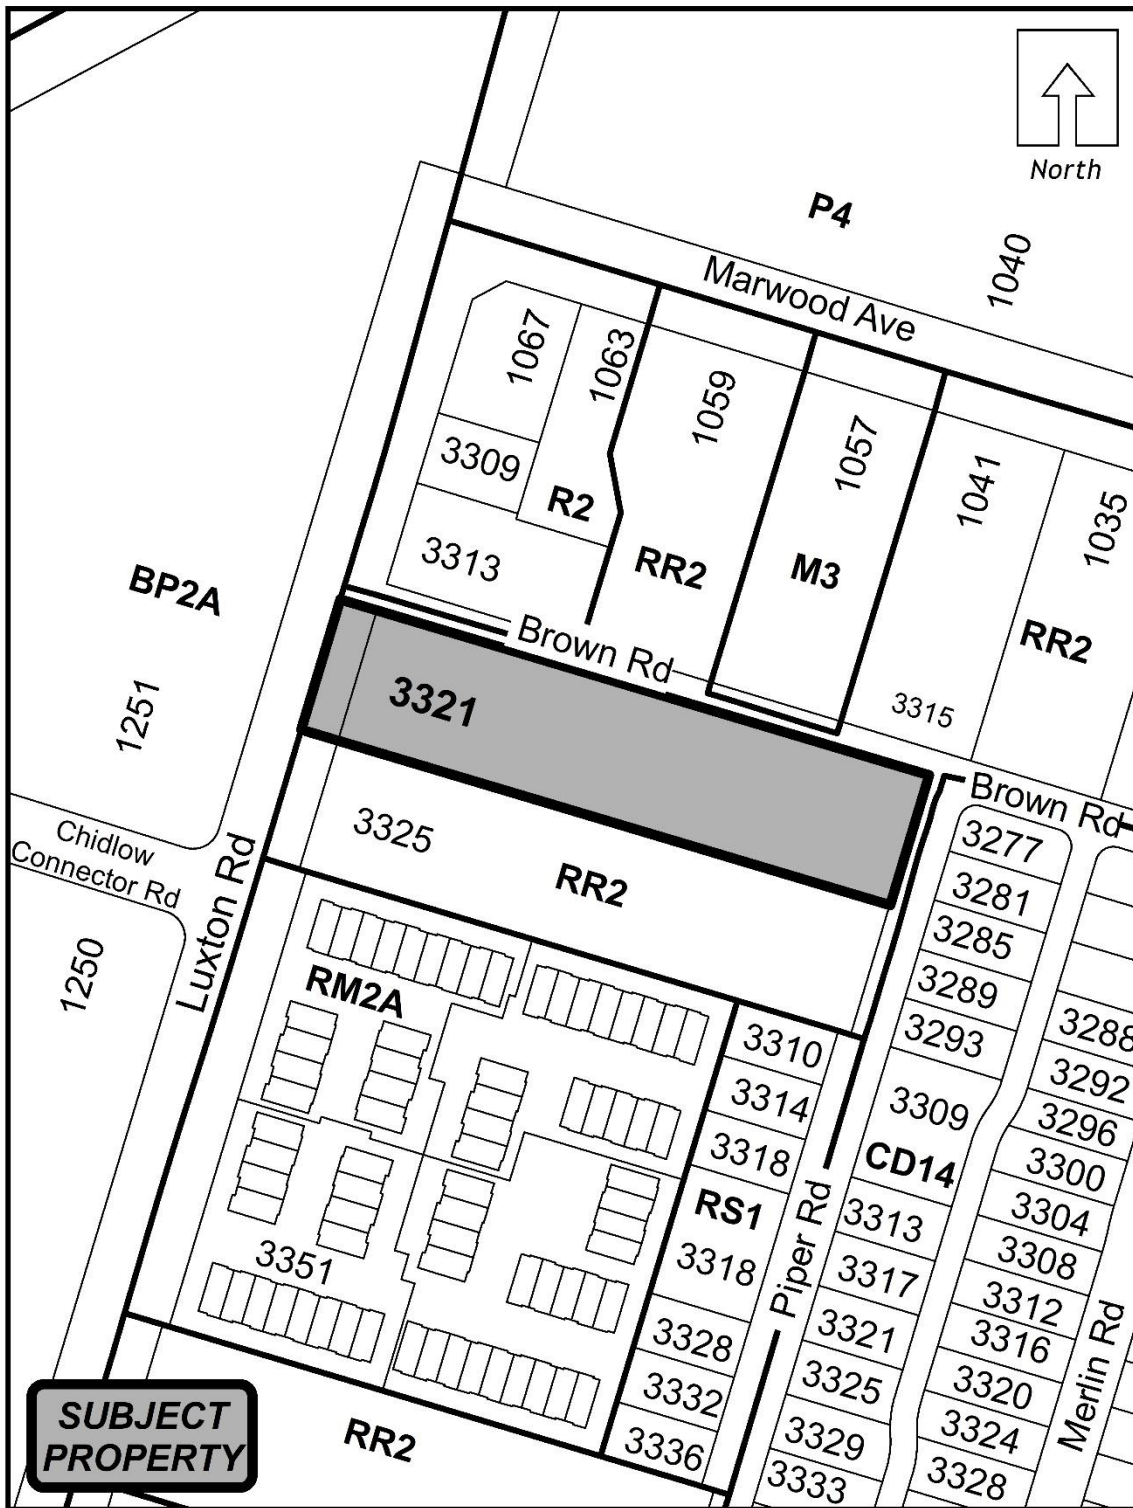 North
P4
1040
Marwood Ave
1067
1063
1059
1057
1041
1035
3309
R2
3313
RR2
M3
RR2
BP2A
Brown Rd
3321
3315
1251
3325
RR2
Brown Rd
Chidlow
Connector Rd
Luxton Rd
1250
RM2A
3277
3281
3285
3289
3293
3309
CD14
3288
3292
3296
3300
3304
3308
3312
3316
3320
3324
3328
3310
3314
3318
RS1
3318
3328
3332
3336
Piper Rd
3313
3317
3321
3325
3329
3333
Merlin Rd
3351
RR2
SUBJECT
PROPERTY